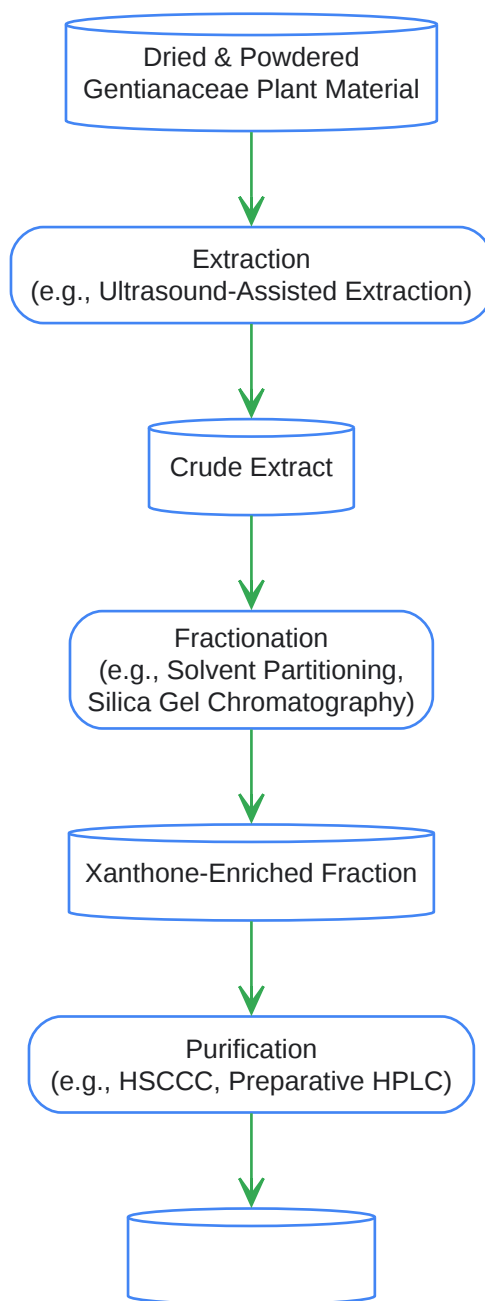 Dried & Powdered
Gentianaceae Plant Material
Extraction
(e.g., Ultrasound-Assisted Extraction)
Crude Extract
Fractionation
(e.g., Solvent Partitioning,
Silica Gel Chromatography)
Xanthone-Enriched Fraction
Purification
(e.g., HSCCC, Preparative HPLC)